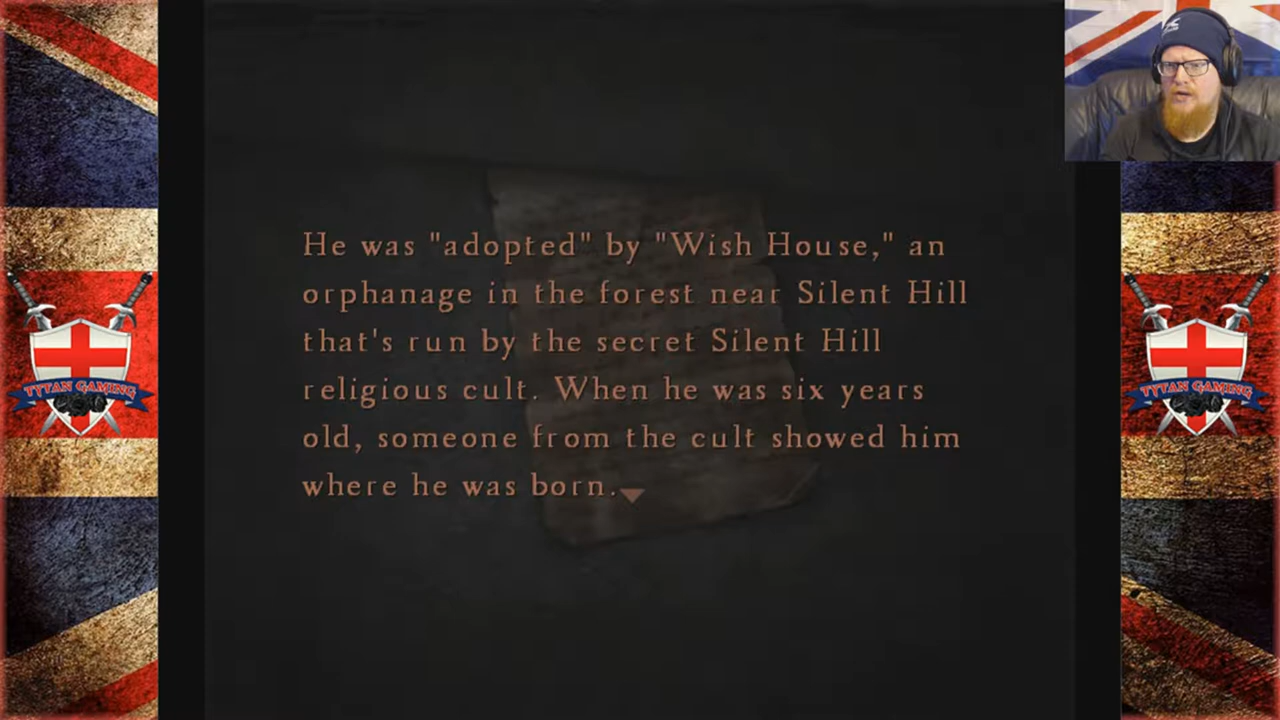 He was "adopted" by "Wish House," an
orphanage in the forest near Silent Hill
that's run by the secret Silent Hill
religious cult. When he was six years
old, someone from the cult showed him
where he was born.
TYTAN GAMING
TYTAN GAMING